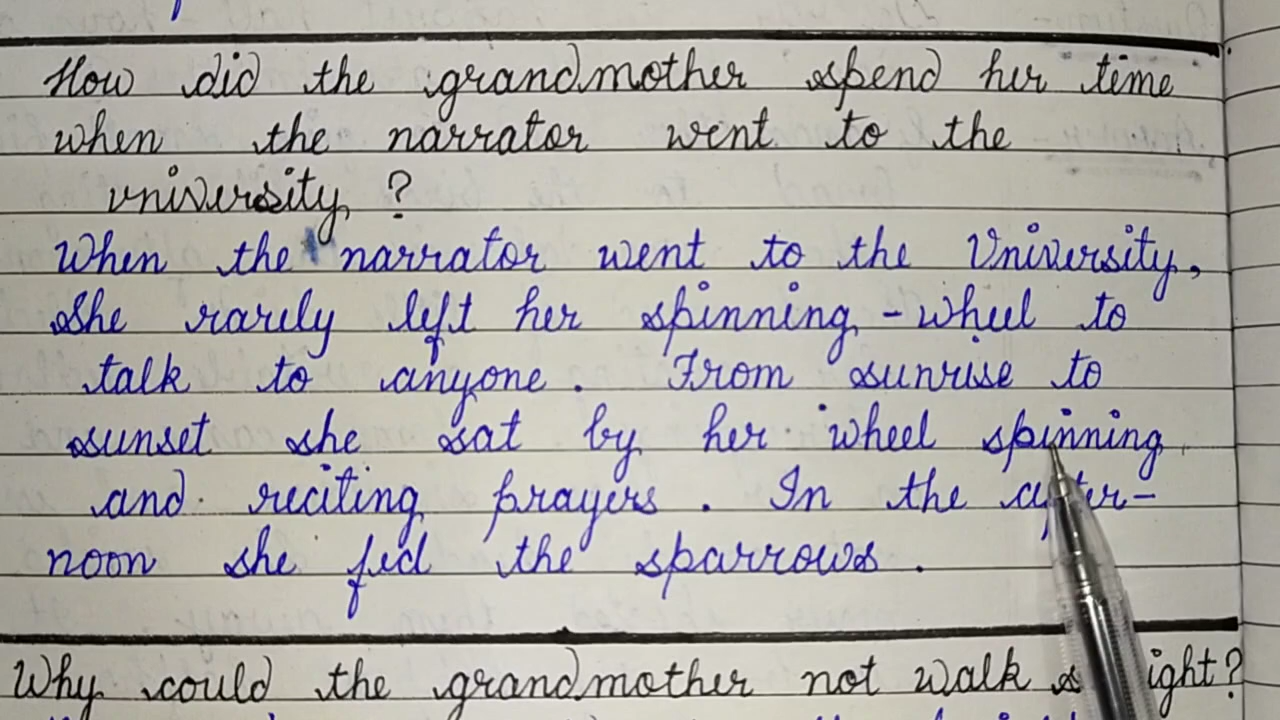 How did the grandmother spend her time
when the narrator went to the
university ?
When the narrator went to the University,
She rarely left her spinning - wheel to
talk to anyone . From sunrise to
sunset she sat by her wheel spinning
and reciting prayers . In the after-
noon she fed the sparrows .
Why could the grandmother not walk